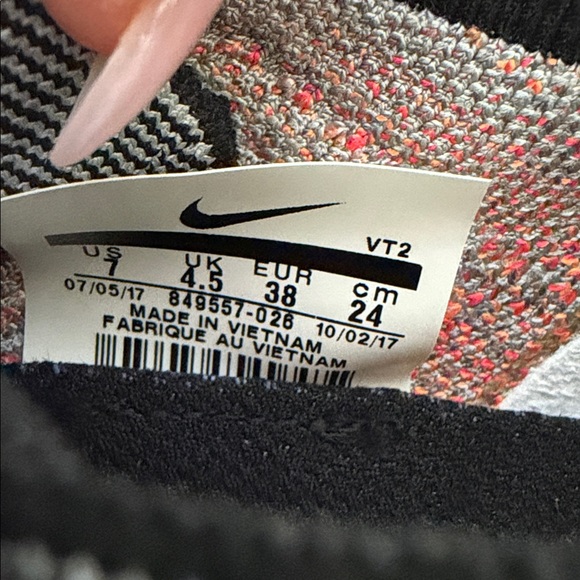 VT2
US UK EUR cm
7 4.5 38 24
07/05/17 849557-026 10/02/17
MADE IN VIETNAM
FABRIQUE AU VIETNAM